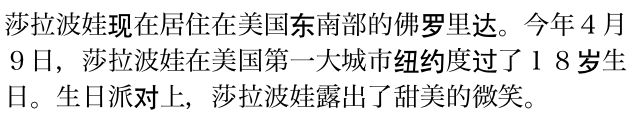 莎拉波娃现在居住在美国东南部的佛罗里达。今年４月
９日，莎拉波娃在美国第一大城市纽约度过了１８岁生
日。生日派对上，莎拉波娃露出了甜美的微笑。